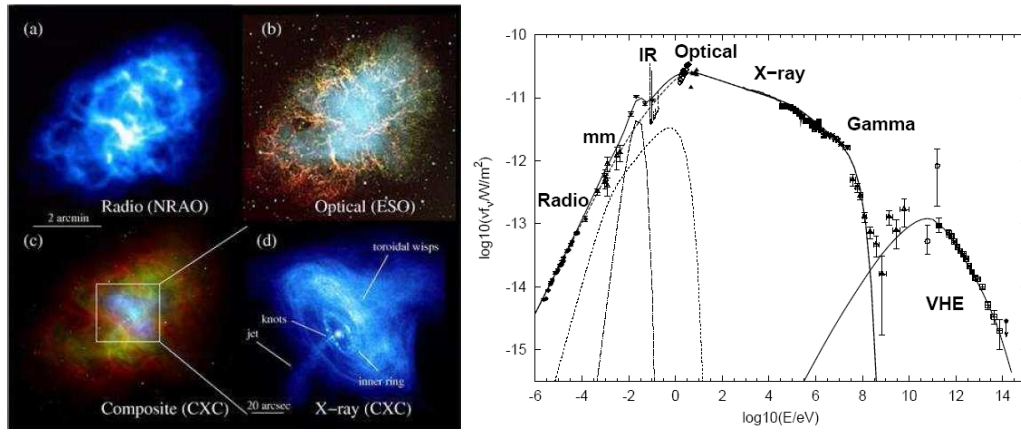 (a)
Radio (NRAO)
2 arcmin
(b)
Optical (ESO)
(c)
Composite (CXC)
(d)
toroidal wisps
knots
jet
inner ring
20 arcsec
X-ray (CXC)
log10(νfν/W/m²)
-10
-11
-12
-13
-14
-15
Radio
mm
IR
Optical
X-ray
Gamma
VHE
-6 -4 -2 0 2 4 6 8 10 12 14
log10(E/eV)